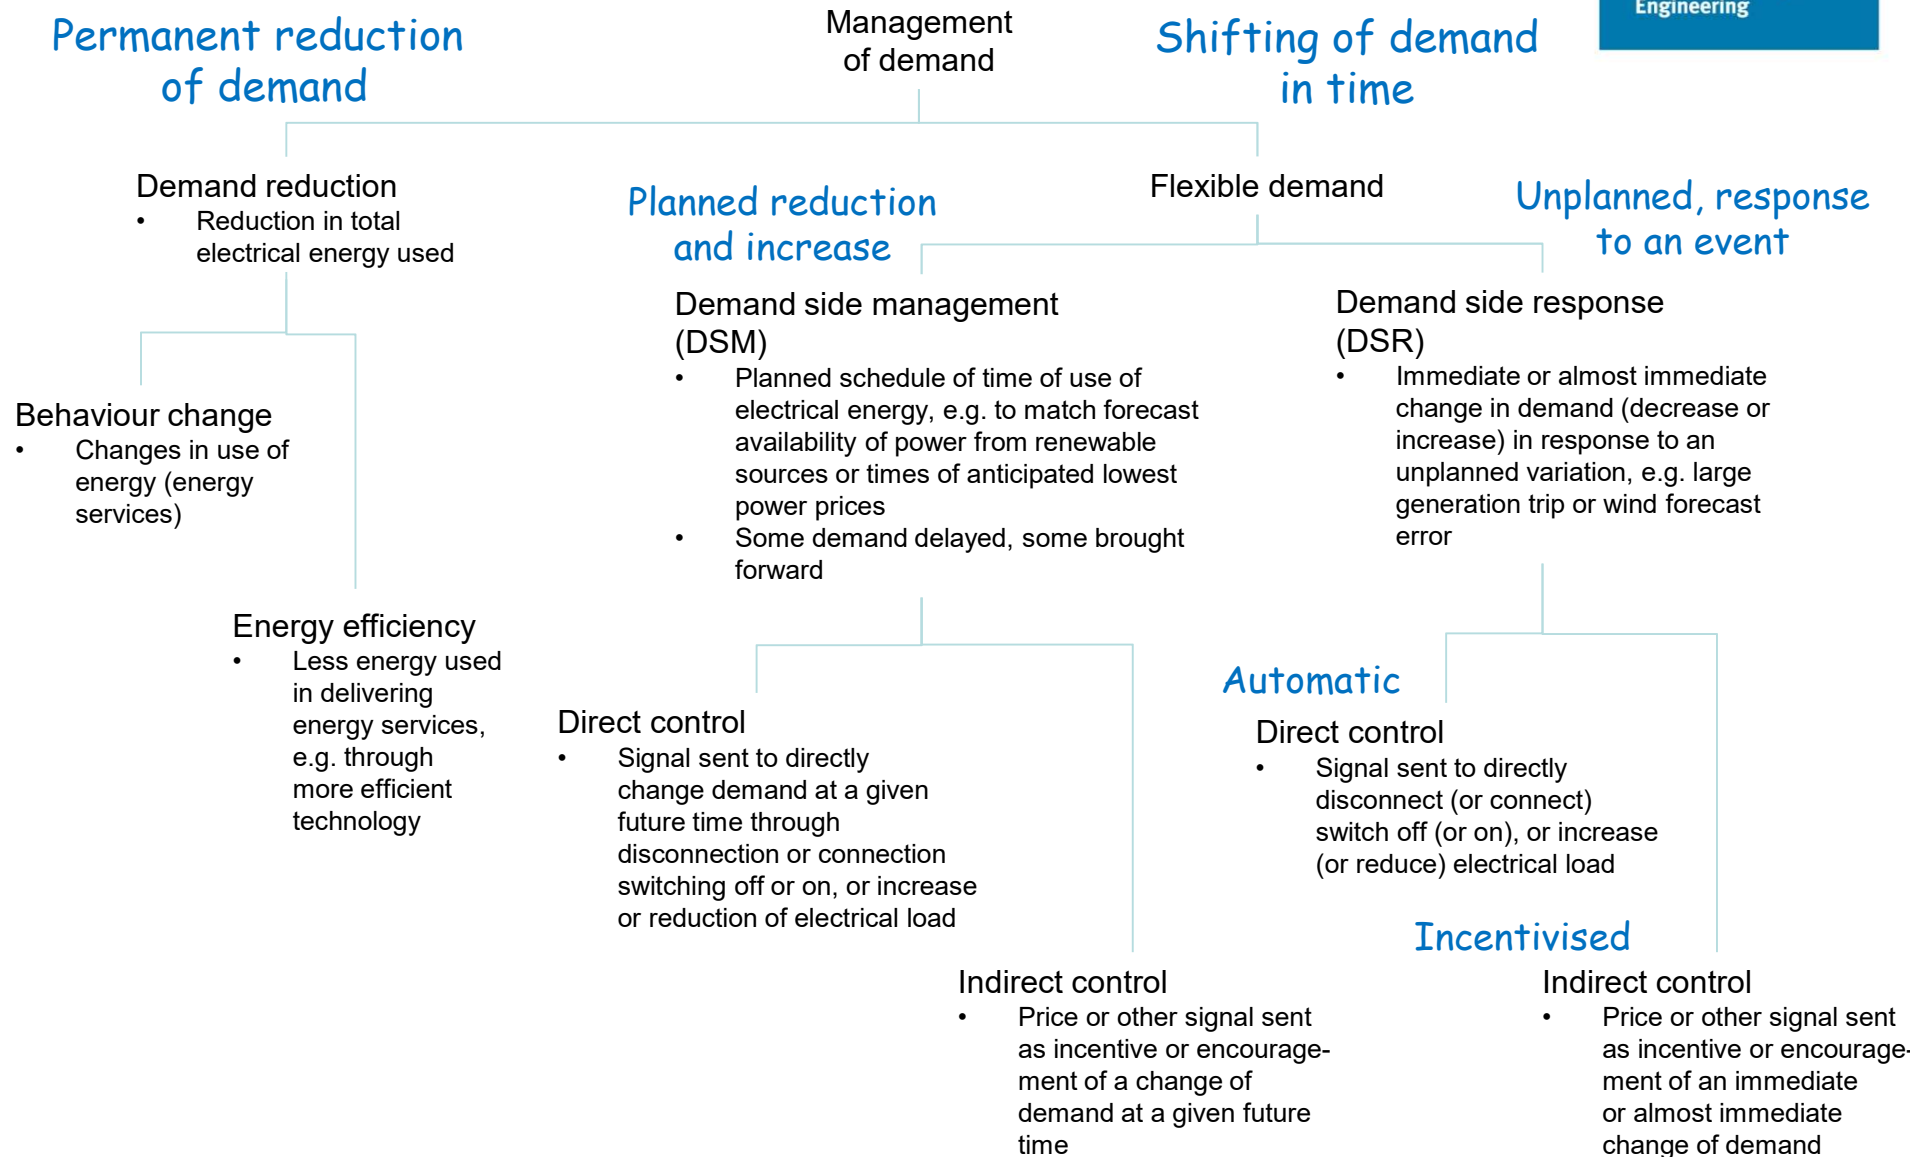 Engineering
Permanent reduction
of demand
Management
of demand
Shifting of demand
in time
Demand reduction
• Reduction in total
electrical energy used
Planned reduction
and increase
Flexible demand
Unplanned, response
to an event
Behaviour change
• Changes in use of
energy (energy
services)
Energy efficiency
• Less energy used
in delivering
energy services,
e.g. through
more efficient
technology
Demand side management
(DSM)
• Planned schedule of time of use of
electrical energy, e.g. to match forecast
availability of power from renewable
sources or times of anticipated lowest
power prices
• Some demand delayed, some brought
forward
Demand side response
(DSR)
• Immediate or almost immediate
change in demand (decrease or
increase) in response to an
unplanned variation, e.g. large
generation trip or wind forecast
error
Direct control
• Signal sent to directly
change demand at a given
future time through
disconnection or connection
switching off or on, or increase
or reduction of electrical load
Indirect control
• Price or other signal sent
as incentive or encourage-
ment of a change of
demand at a given future
time
Automatic
Direct control
• Signal sent to directly
disconnect (or connect)
switch off (or on), or increase
(or reduce) electrical load
Incentivised
Indirect control
• Price or other signal sent
as incentive or encourage-
ment of an immediate
or almost immediate
change of demand